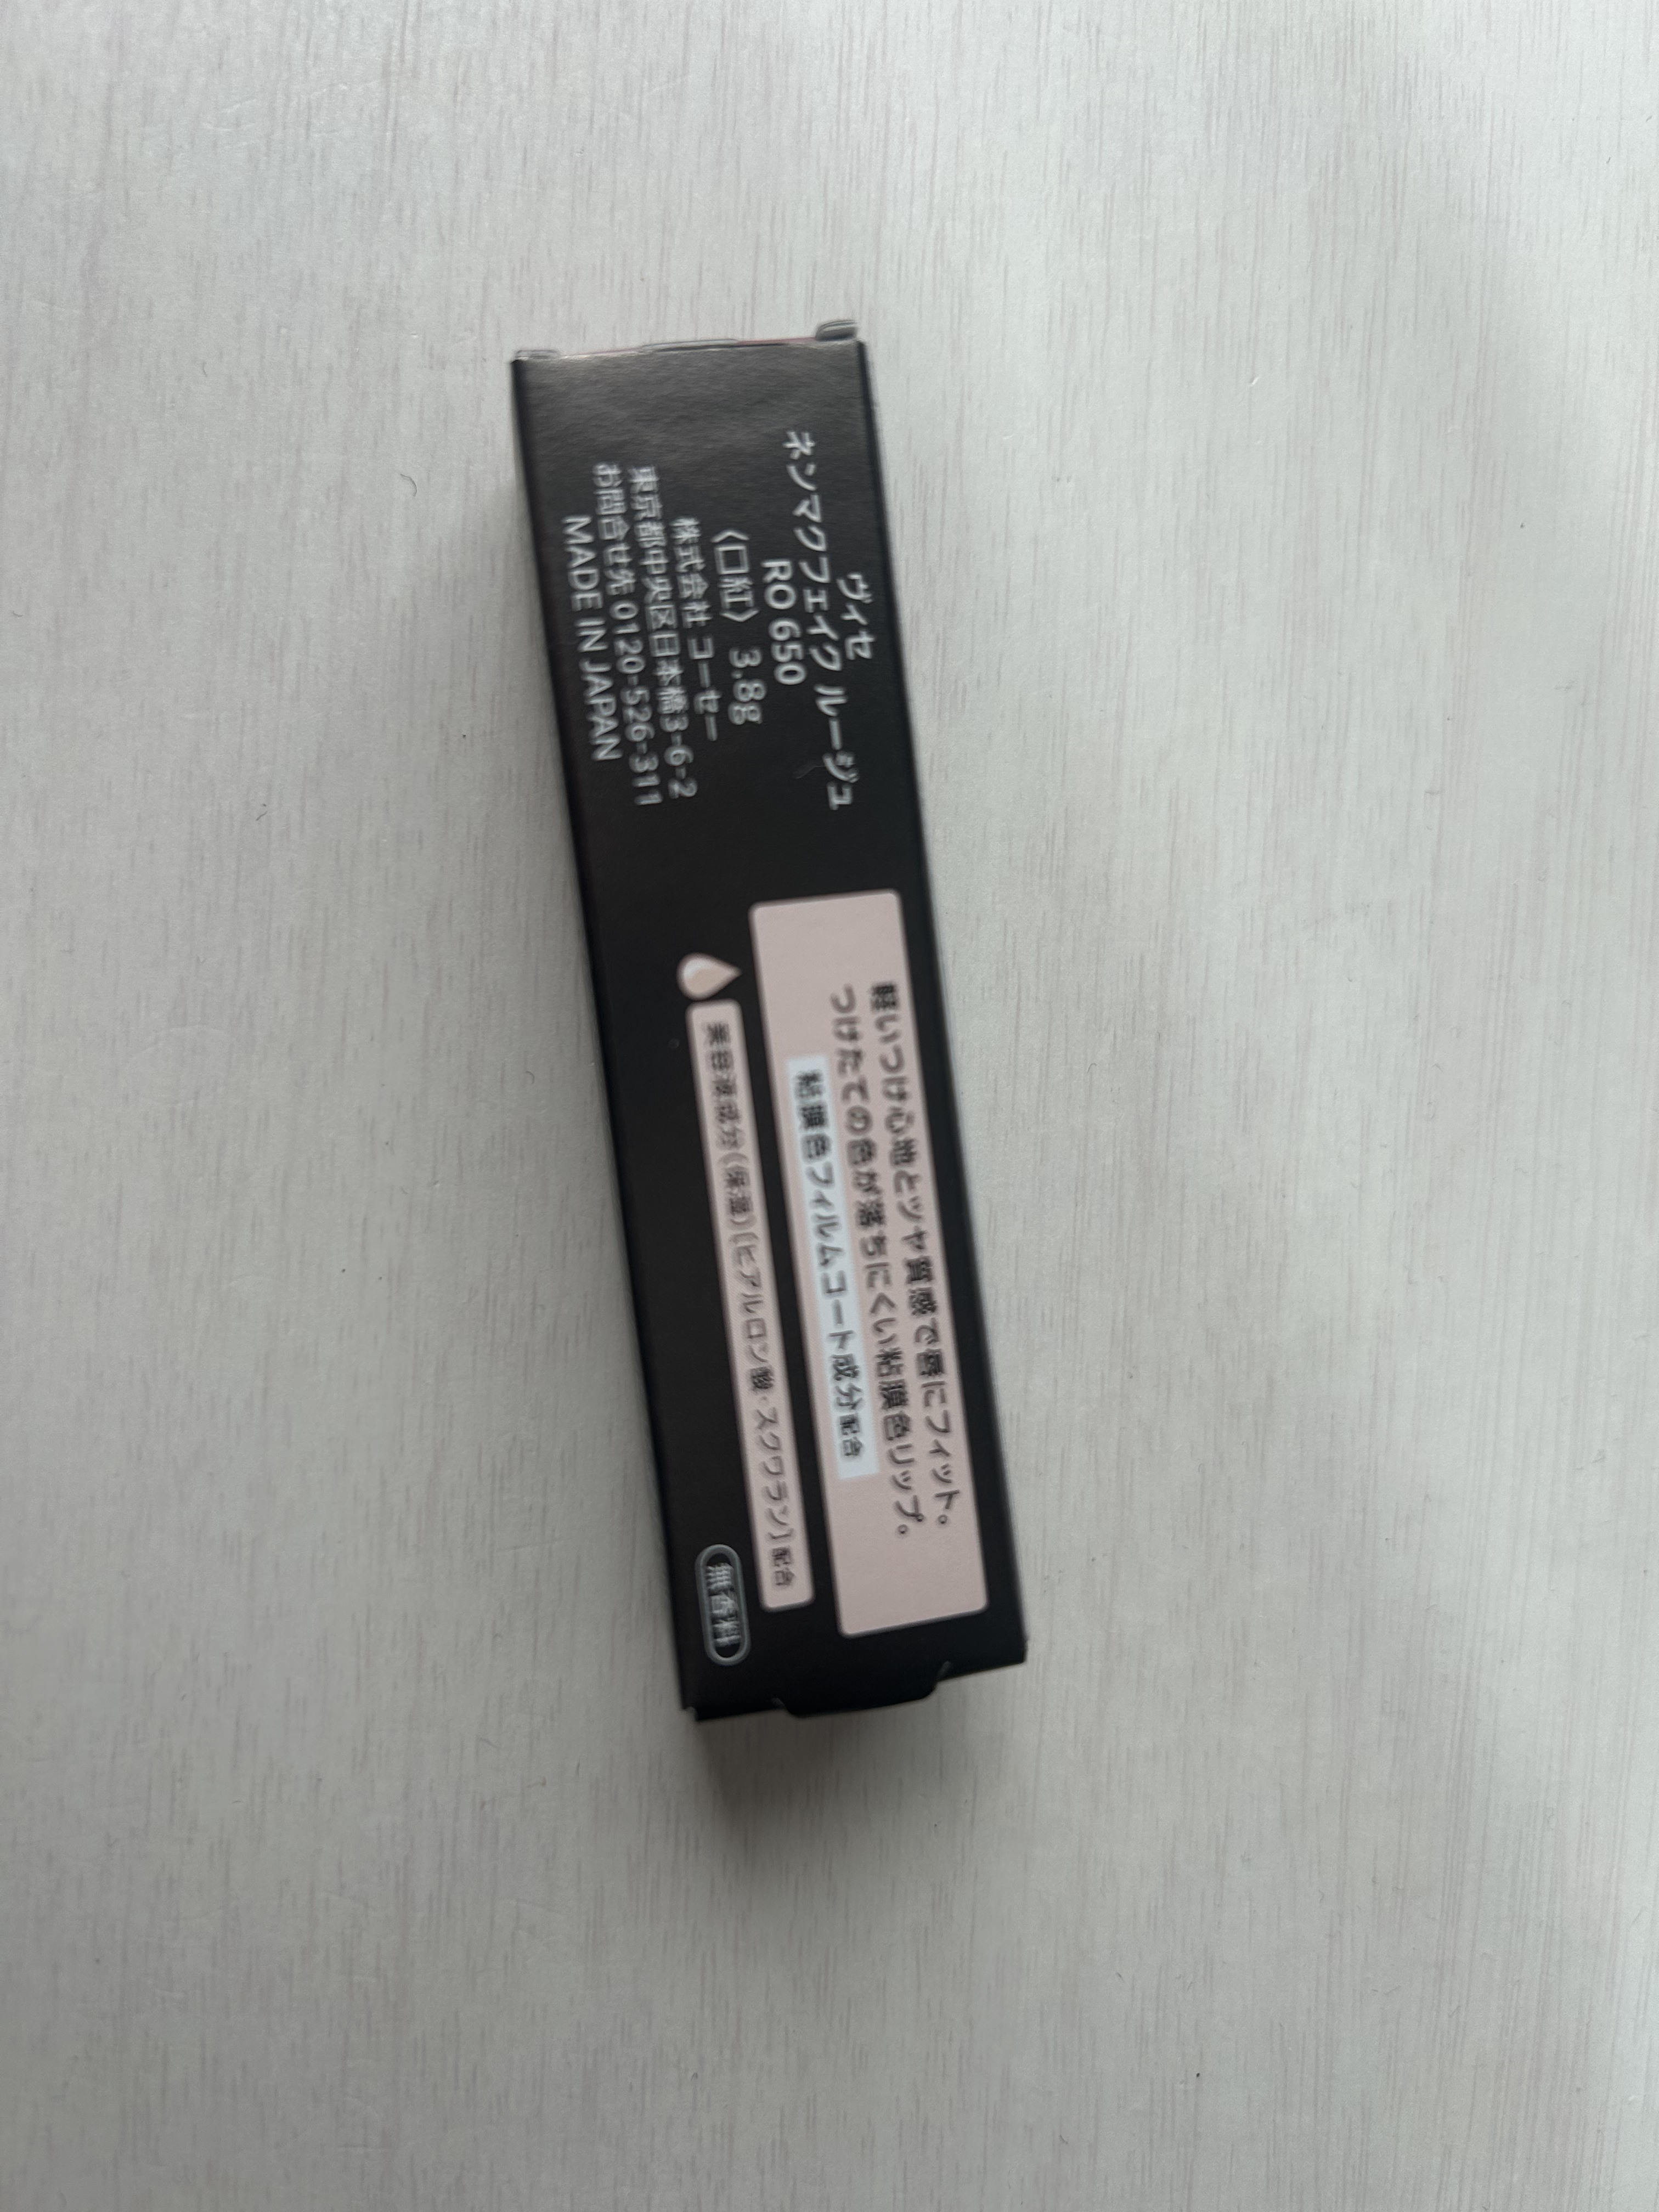 ヴィセ
ネンマクフェイク ルージュ
RO 650
〈口紅〉 3.8g
株式会社 コーセー
東京都中央区日本橋3-6-2
お問合せ先 0120-526-311
MADE IN JAPAN
軽いつけ心地とツヤ質感で唇にフィット。
つけたての色が落ちにくい粘膜色リップ。
粘膜色フィルムコート成分配合
美容液成分(保湿)〔ヒアルロン酸・スクワラン〕配合
無香料